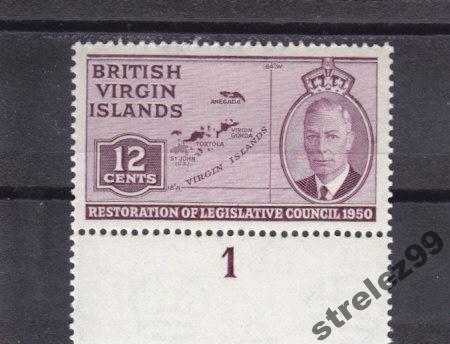 BRITISH
VIRGIN
ISLANDS
64°W.
ANEGADA
VIRGIN
GORDA
TORTOLA
ST JOHN
(U.S.)
VIRGIN ISLANDS
18°N
12
CENTS
RESTORATION OF LEGISLATIVE COUNCIL 1950
1
strelez99